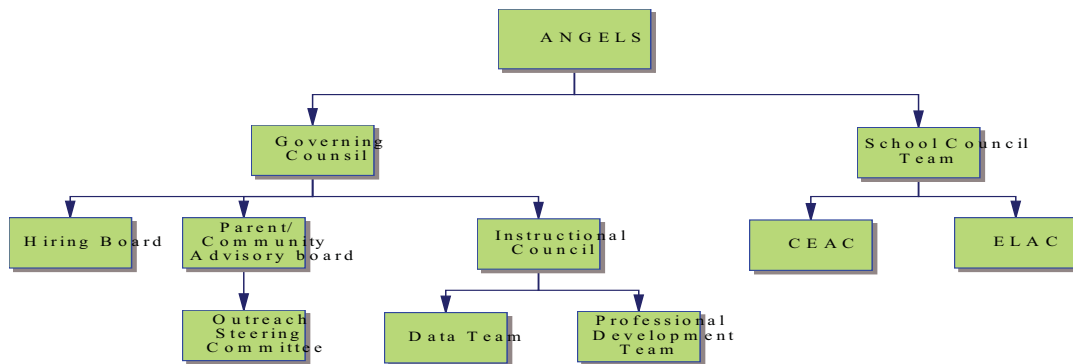 ANGELS
Governing
Counsil
School Council
Team
Hiring Board
Parent/
Community
Advisory board
Instructional
Council
CEAC
ELAC
Outreach
Steering
Committee
Data Team
Professional
Development
Team